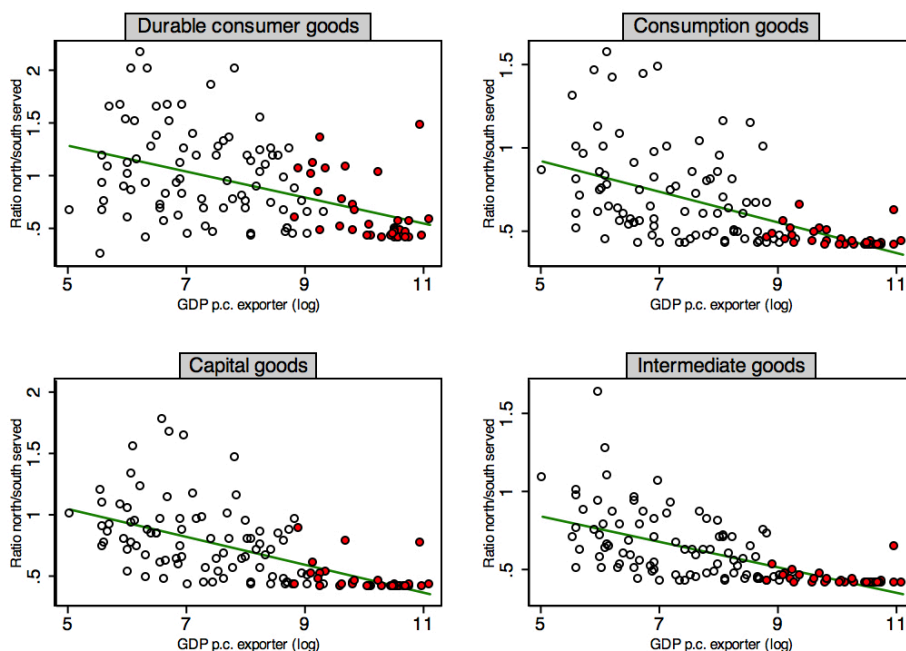 Durable consumer goods
Ratio north/south served
2
1.5
1
.5
5
7
9
11
GDP p.c. exporter (log)
Consumption goods
Ratio north/south served
1.5
1
.5
5
7
9
11
GDP p.c. exporter (log)
Capital goods
Ratio north/south served
2
1.5
1
.5
5
7
9
11
GDP p.c. exporter (log)
Intermediate goods
Ratio north/south served
1.5
1
.5
5
7
9
11
GDP p.c. exporter (log)